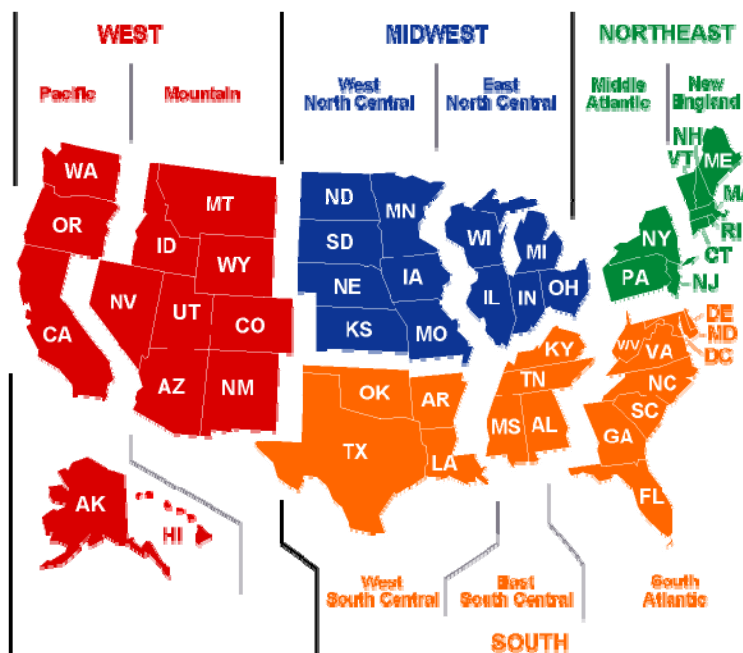 WEST
MIDWEST
NORTHEAST
Pacific
Mountain
West
North Central
East
North Central
Middle
Atlantic
New
England
NH
VT
ME
MA
RI
CT
NJ
NY
PA
WA
OR
CA
MT
ID
WY
NV
UT
CO
AZ
NM
ND
SD
NE
KS
MN
IA
MO
WI
MI
IL
IN
OH
DE
MD
DC
WV
VA
KY
TN
NC
SC
GA
FL
OK
AR
TX
LA
MS
AL
AK
HI
West
South Central
East
South Central
South
Atlantic
SOUTH